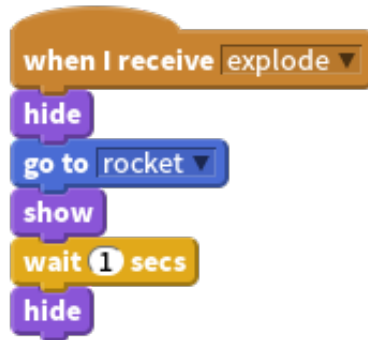 when I receive explode
hide
go to rocket
show
wait 1 secs
hide